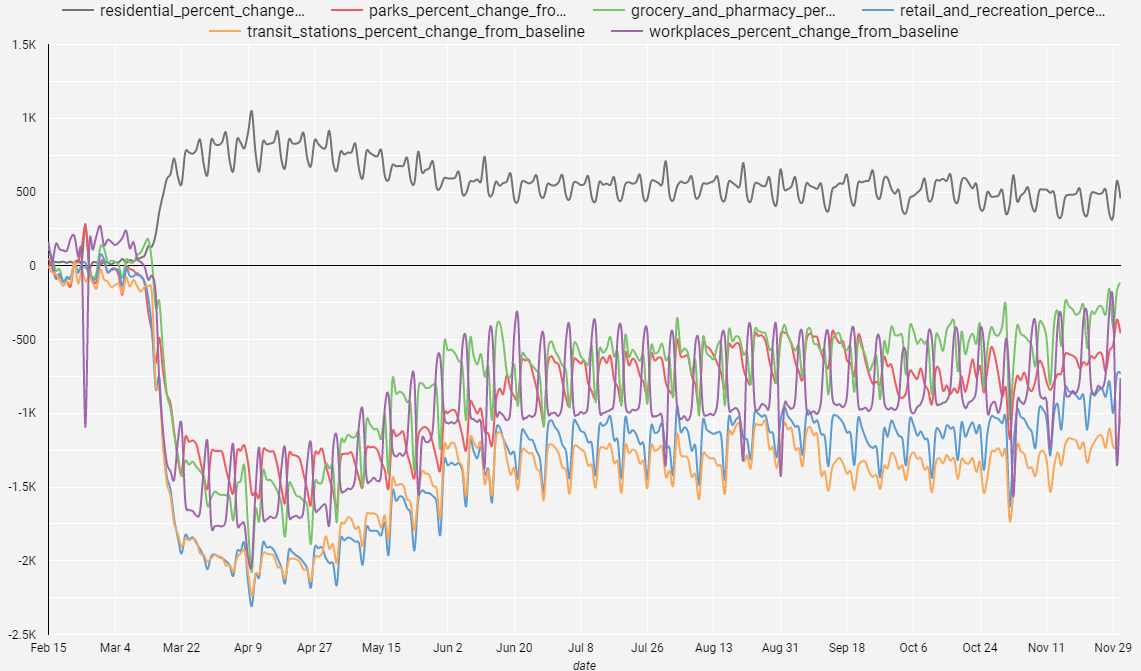 residential_percent_change... parks_percent_change_fro... grocery_and_pharmacy_per... retail_and_recreation_perce...
transit_stations_percent_change_from_baseline workplaces_percent_change_from_baseline
1.5K
1K
500
0
-500
-1K
-1.5K
-2K
-2.5K
Feb 15 Mar 4 Mar 22 Apr 9 Apr 27 May 15 Jun 2 Jun 20 Jul 8 Jul 26 Aug 13 Aug 31 Sep 18 Oct 6 Oct 24 Nov 11 Nov 29
date